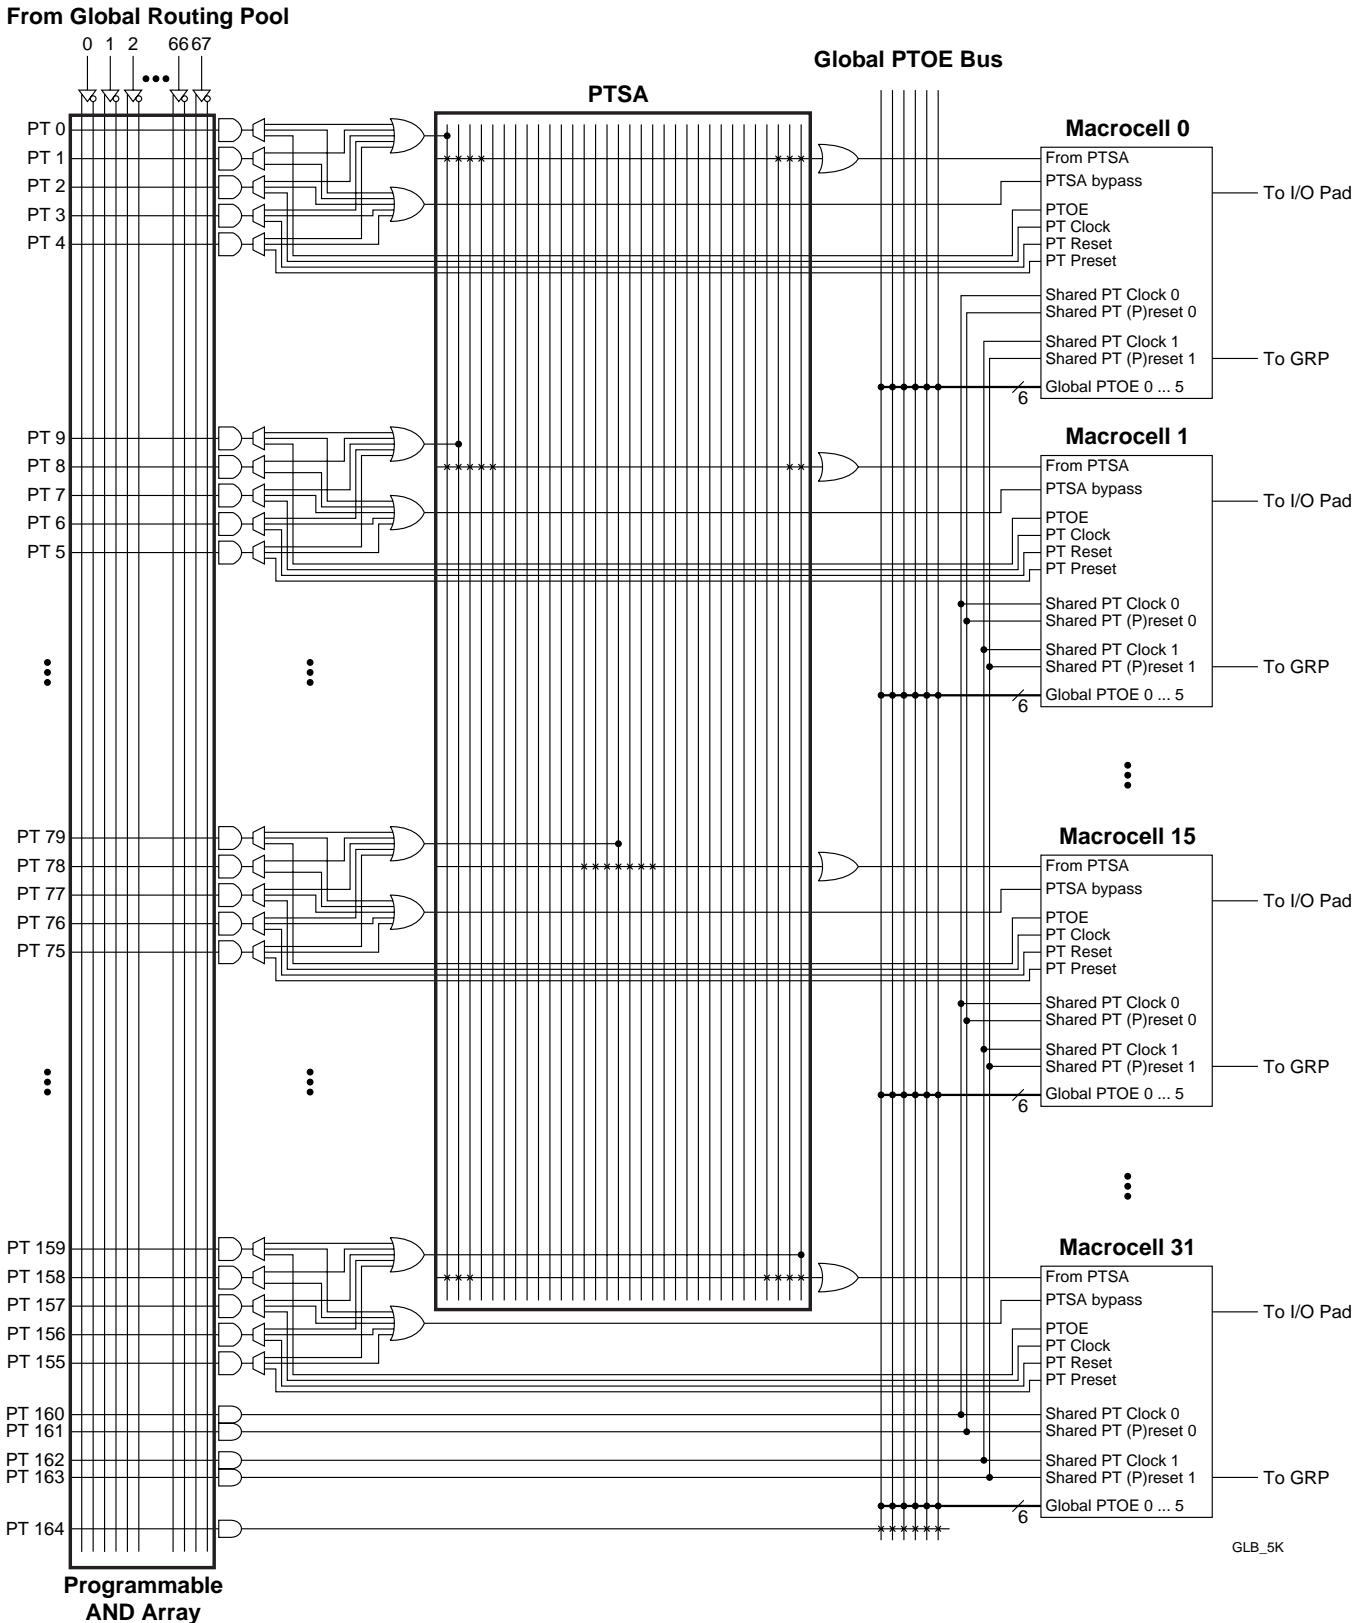 From Global Routing Pool
0 1 2 66 67
Global PTOE Bus
PTSA
PT 0
PT 1
PT 2
PT 3
PT 4
Macrocell 0
From PTSA
PTSA bypass
PTOE
PT Clock
PT Reset
PT Preset
Shared PT Clock 0
Shared PT (P)reset 0
Shared PT Clock 1
Shared PT (P)reset 1
Global PTOE 0 ... 5
6
To I/O Pad
To GRP
PT 9
PT 8
PT 7
PT 6
PT 5
Macrocell 1
From PTSA
PTSA bypass
PTOE
PT Clock
PT Reset
PT Preset
Shared PT Clock 0
Shared PT (P)reset 0
Shared PT Clock 1
Shared PT (P)reset 1
Global PTOE 0 ... 5
6
To I/O Pad
To GRP
PT 79
PT 78
PT 77
PT 76
PT 75
Macrocell 15
From PTSA
PTSA bypass
PTOE
PT Clock
PT Reset
PT Preset
Shared PT Clock 0
Shared PT (P)reset 0
Shared PT Clock 1
Shared PT (P)reset 1
Global PTOE 0 ... 5
6
To I/O Pad
To GRP
PT 159
PT 158
PT 157
PT 156
PT 155
PT 160
PT 161
PT 162
PT 163
PT 164
Macrocell 31
From PTSA
PTSA bypass
PTOE
PT Clock
PT Reset
PT Preset
Shared PT Clock 0
Shared PT (P)reset 0
Shared PT Clock 1
Shared PT (P)reset 1
Global PTOE 0 ... 5
6
To I/O Pad
To GRP
GLB_5K
Programmable
AND Array